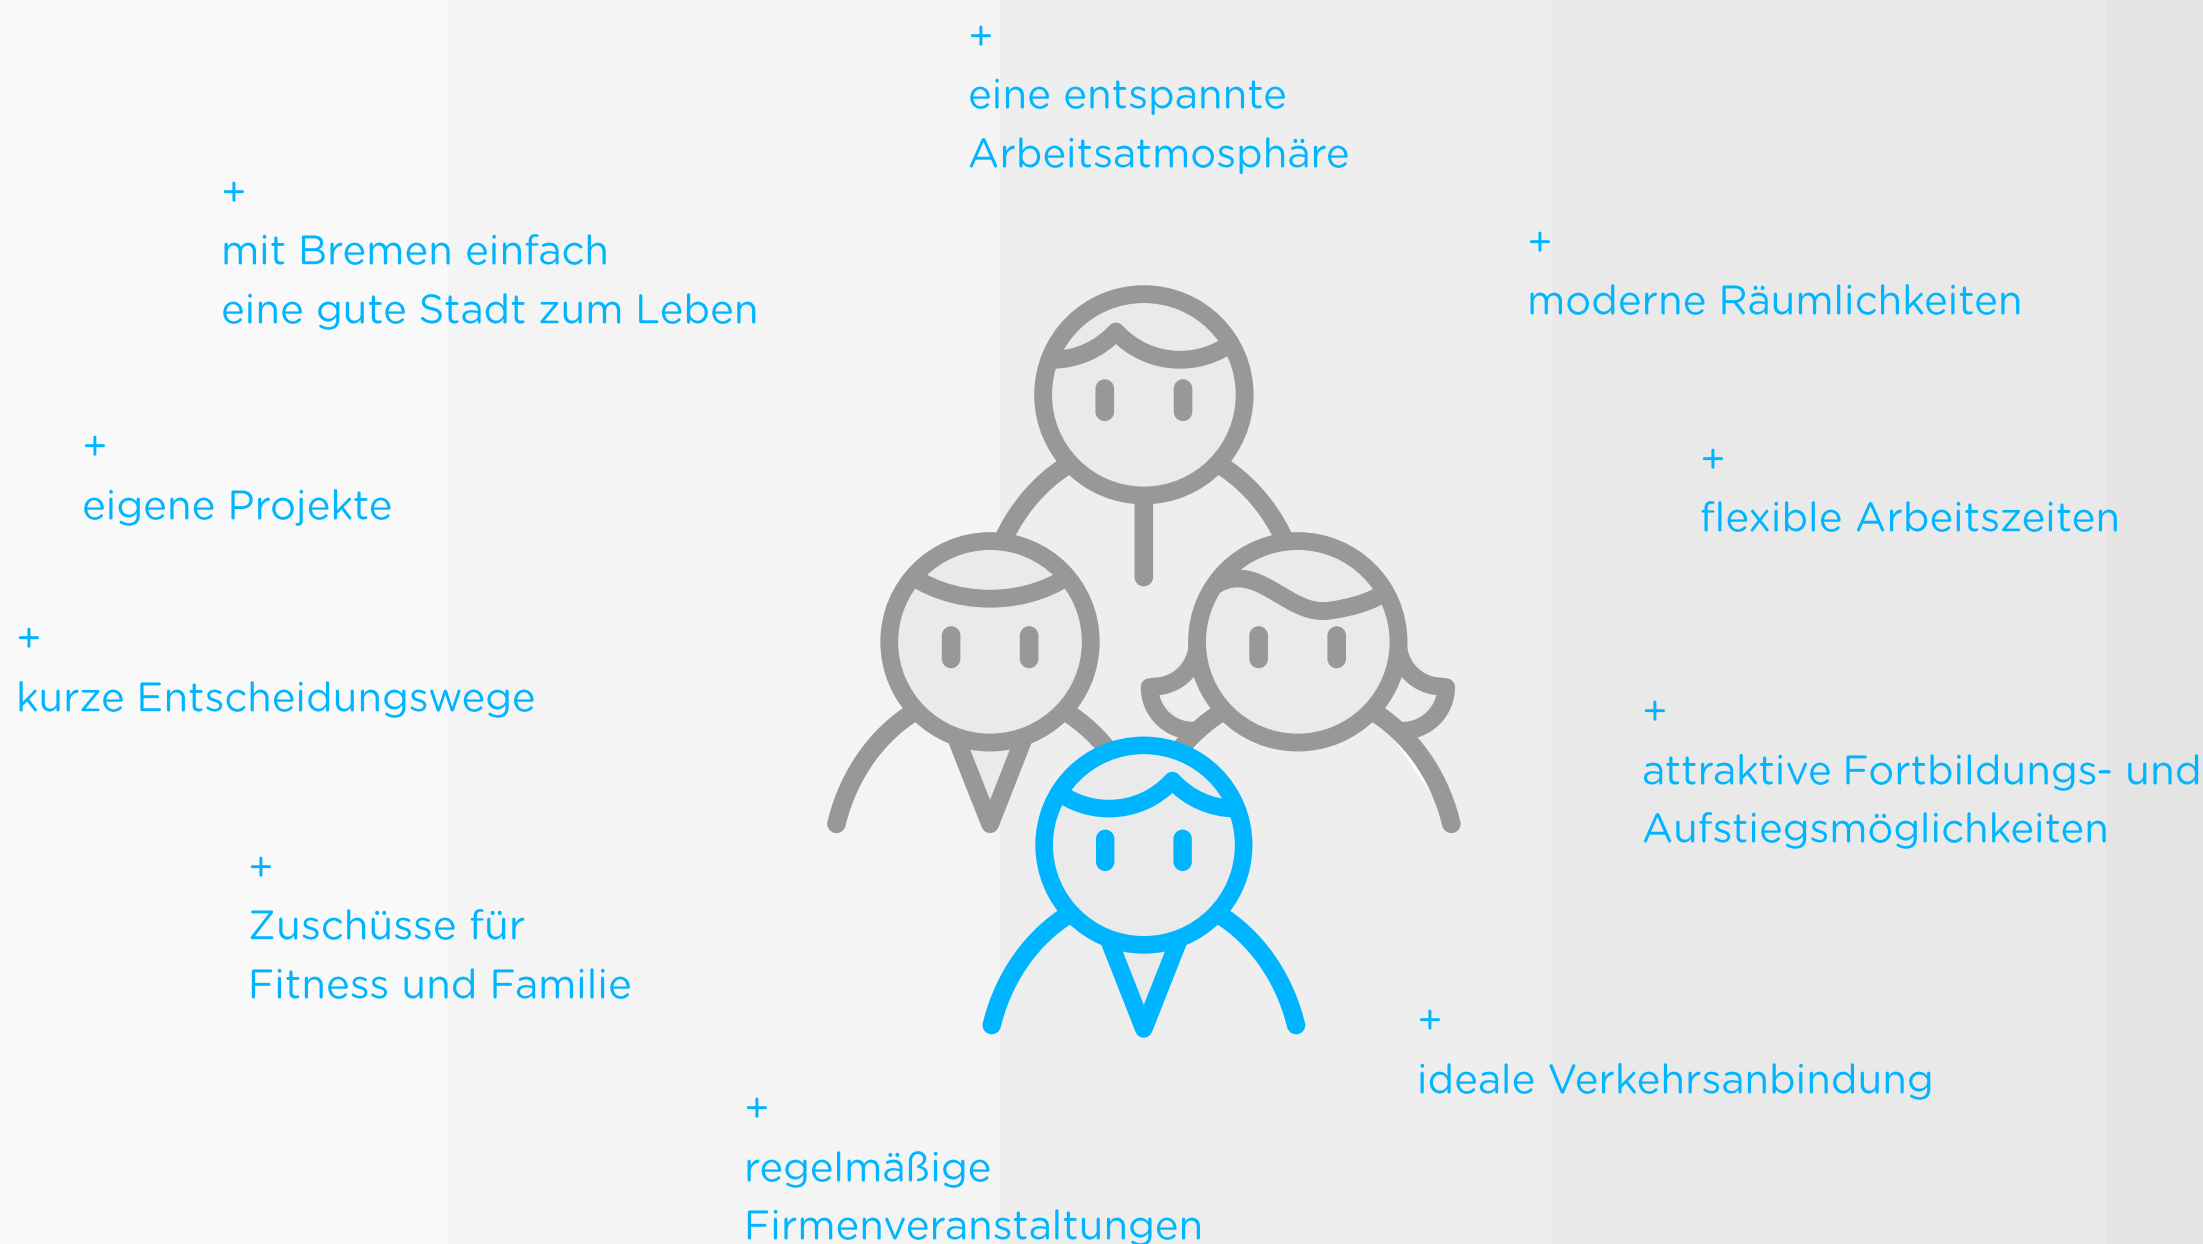 +
eine entspannte
Arbeitsatmosphäre
+
mit Bremen einfach
eine gute Stadt zum Leben
+
moderne Räumlichkeiten
+
eigene Projekte
+
flexible Arbeitszeiten
+
kurze Entscheidungswege
+
attraktive Fortbildungs- und
Aufstiegsmöglichkeiten
+
Zuschüsse für
Fitness und Familie
+
ideale Verkehrsanbindung
+
regelmäßige
Firmenveranstaltungen